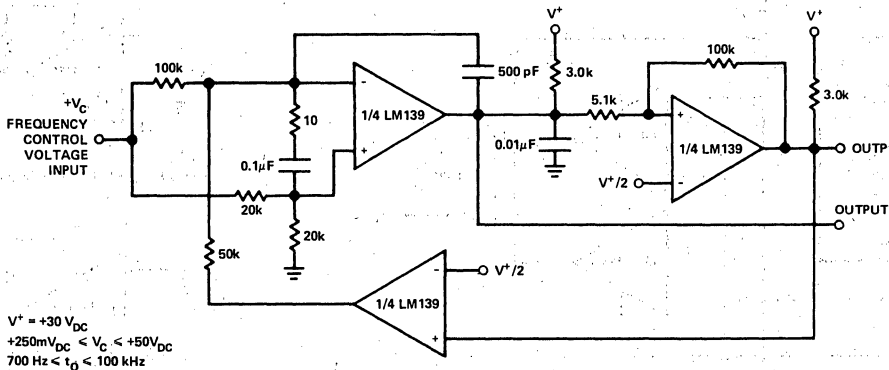 V⁺
V⁺
100k
100k
500 pF
3.0k
3.0k
+V_C
FREQUENCY
CONTROL
VOLTAGE
INPUT
-
1/4 LM139
+
10
0.1μF
5.1k
0.01μF
+
1/4 LM139
-
V⁺/2
OUTP
OUTPUT
20k
20k
50k
-
V⁺/2
1/4 LM139
+
V⁺ = +30 V_DC
+250mV_DC < V_C < +50V_DC
700 Hz ≤ t_O ≤ 100 kHz